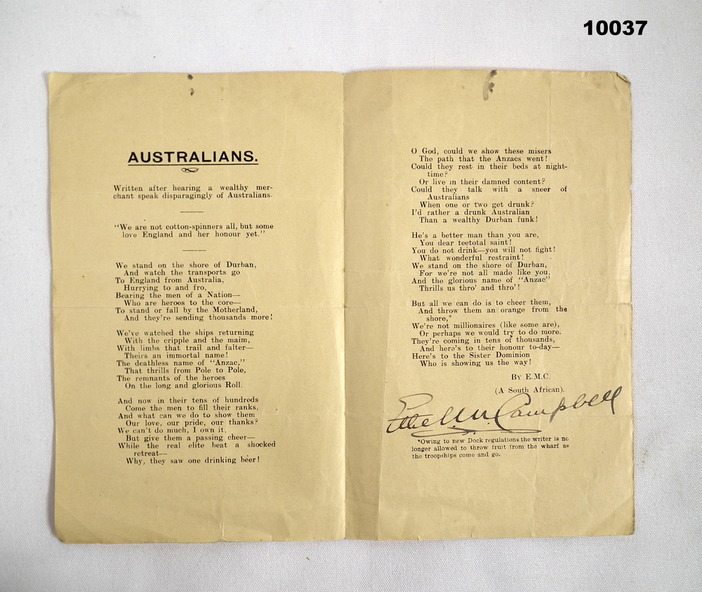 10037
AUSTRALIANS.
Written after hearing a wealthy mer-
chant speak disparagingly of Australians.
"We are not cotton-spinners all, but some
love England and her honour yet."
We stand on the shore of Durban,
And watch the transports go
To England from Australia,
Hurrying to and fro,
Bearing the men of a Nation—
Who are heroes to the core—
To stand or fall by the Motherland,
And they're sending thousands more!
We've watched the ships returning
With the cripple and the maim,
With limbs that trail and falter—
Theirs an immortal name!
The deathless name of "Anzac,"
That thrills from Pole to Pole,
The remnants of the heroes
On the long and glorious Roll.
And now in their tens of hundreds
Come the men to fill their ranks,
And what can we do to show them
Our love, our pride, our thanks?
We can't do much, I own it,
But give them a passing cheer—
While the real elite beat a shocked
retreat—
Why, they saw one drinking beer!
O God, could we show these misers
The path that the Anzacs went!
Could they rest in their beds at night-
time?
Or live in their damned content?
Could they talk with a sneer of
Australians
When one or two get drunk?
I'd rather a drunk Australian
Than a wealthy Durban funk!
He's a better man than you are,
You dear teetotal saint!
You do not drink—you will not fight!
What wonderful restraint!
We stand on the shore of Durban,
For we're not all made like you,
And the glorious name of "Anzac"
Thrills us thro' and thro'!
But all we can do is to cheer them,
And throw them an orange from the
shore,*
We're not millionaires (like some are),
Or perhaps we would try to do more.
They're coming in tens of thousands,
And here's to their honour to-day—
Here's to the Sister Dominion
Who is showing us the way!
By E.M.C.
(A South African).
Ethel M. Campbell
*Owing to new Dock regulations the writer is no
longer allowed to throw fruit from the wharf as
the troopships come and go.